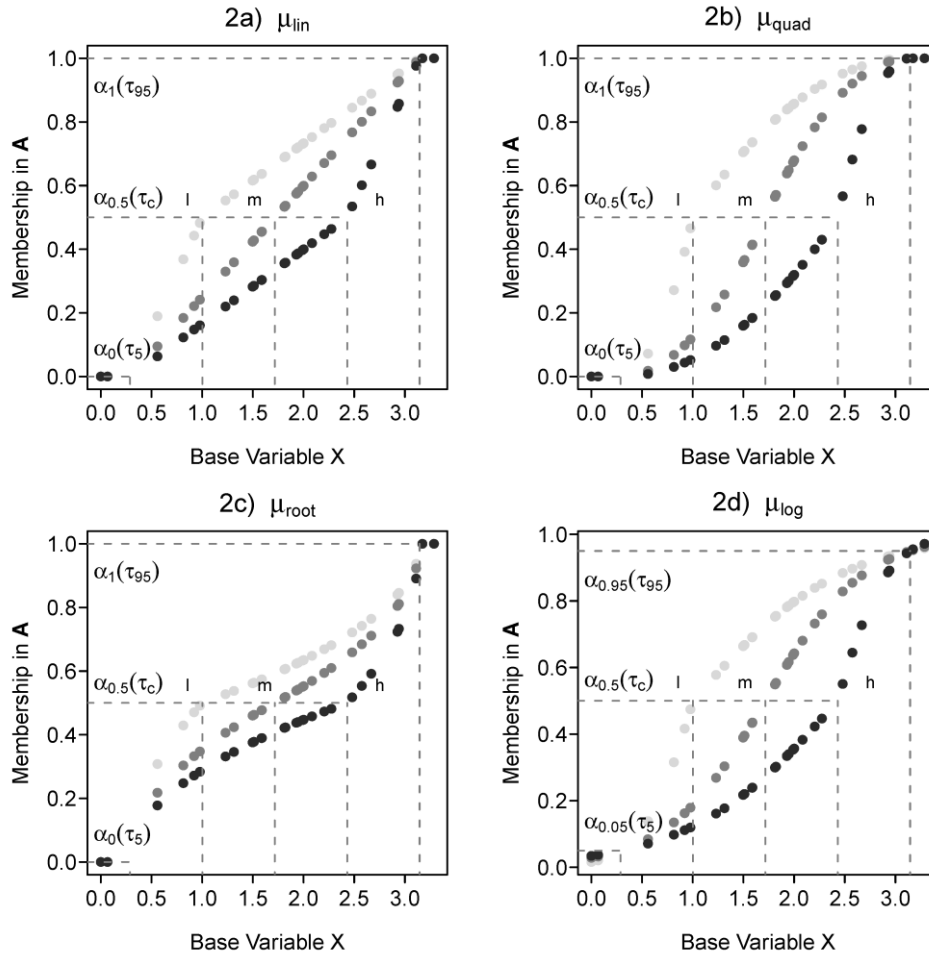 2a) μlin
Membership in A
1.0
0.8
0.6
0.4
0.2
0.0
α1(τ95)
α0.5(τc)
l
m
h
α0(τ5)
0.0 0.5 1.0 1.5 2.0 2.5 3.0
Base Variable X
2b) μquad
Membership in A
1.0
0.8
0.6
0.4
0.2
0.0
α1(τ95)
α0.5(τc)
l
m
h
α0(τ5)
0.0 0.5 1.0 1.5 2.0 2.5 3.0
Base Variable X
2c) μroot
Membership in A
1.0
0.8
0.6
0.4
0.2
0.0
α1(τ95)
α0.5(τc)
l
m
h
α0(τ5)
0.0 0.5 1.0 1.5 2.0 2.5 3.0
Base Variable X
2d) μlog
Membership in A
1.0
0.8
0.6
0.4
0.2
0.0
α0.95(τ95)
α0.5(τc)
l
m
h
α0.05(τ5)
0.0 0.5 1.0 1.5 2.0 2.5 3.0
Base Variable X